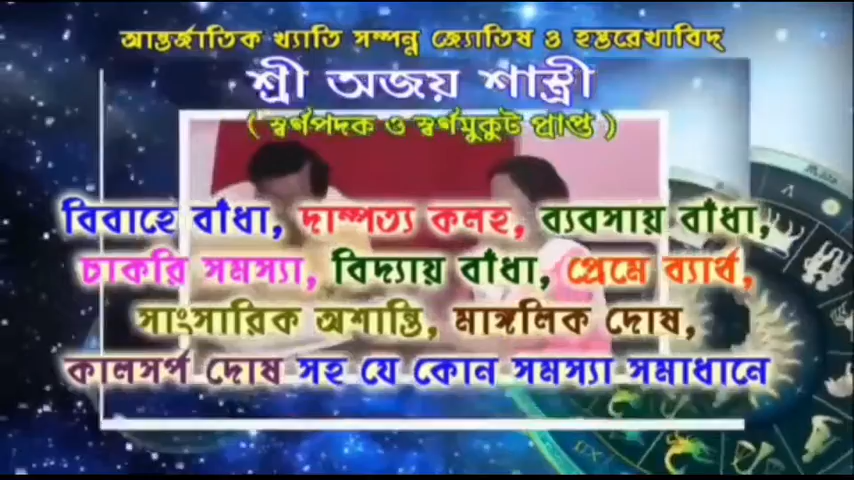 আন্তর্জাতিক খ্যাতি সম্পন্ন জ্যোতিষ ও হস্তরেখাবিদ্
শ্রী অজয় শাস্ত্রী
( স্বর্ণপদক ও স্বর্ণমুকুট প্রাপ্ত )
বিবাহে বাঁধা, দাম্পত্য কলহ, ব্যবসায় বাঁধা,
চাকরি সমস্যা, বিদ্যায় বাঁধা, প্রেমে ব্যার্থ,
সাংসারিক অশান্তি, মাঙ্গলিক দোষ,
কালসর্প দোষ সহ যে কোন সমস্যা সমাধানে